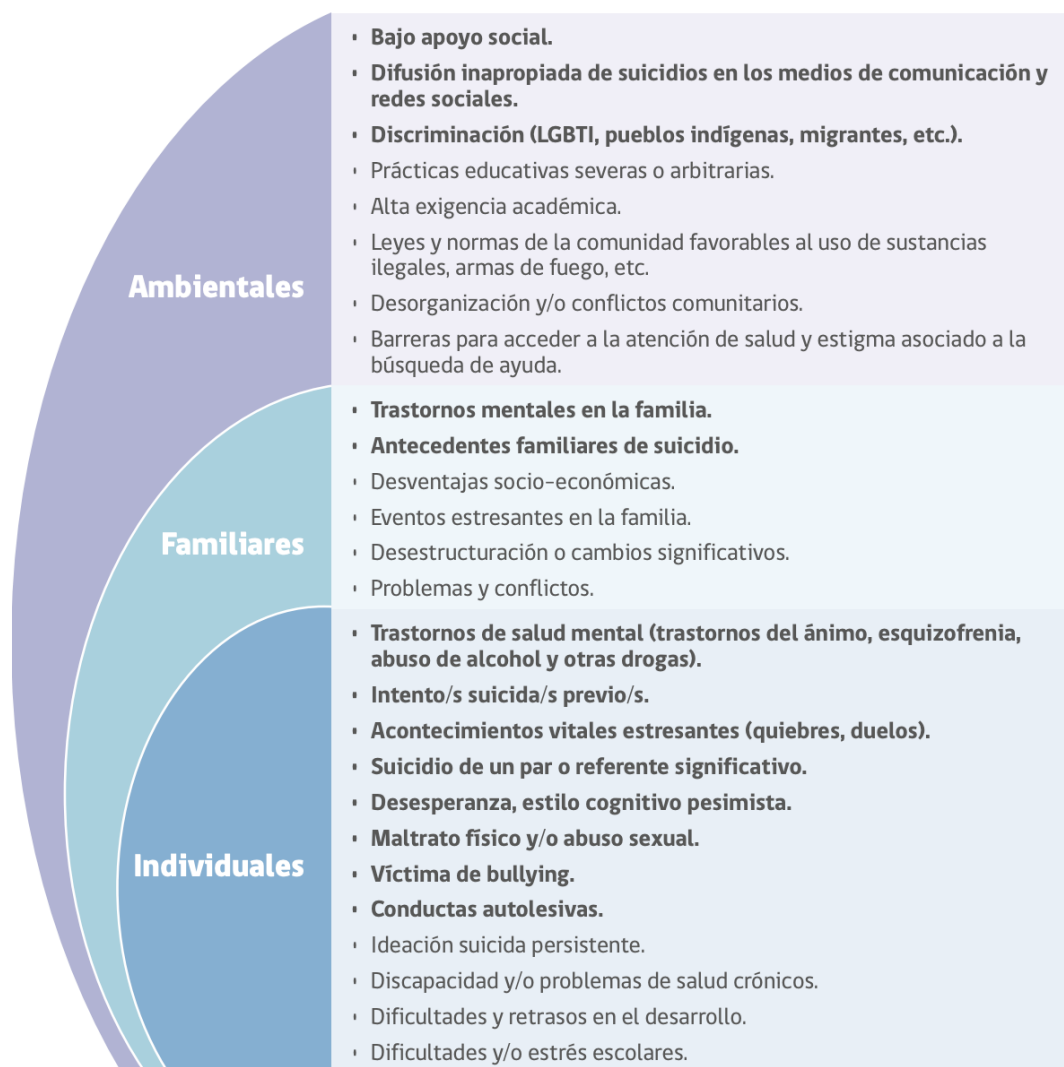 Ambientales
· Bajo apoyo social.
· Difusión inapropiada de suicidios en los medios de comunicación y
redes sociales.
· Discriminación (LGBTI, pueblos indígenas, migrantes, etc.).
· Prácticas educativas severas o arbitrarias.
· Alta exigencia académica.
· Leyes y normas de la comunidad favorables al uso de sustancias
ilegales, armas de fuego, etc.
· Desorganización y/o conflictos comunitarios.
· Barreras para acceder a la atención de salud y estigma asociado a la
búsqueda de ayuda.
Familiares
· Trastornos mentales en la familia.
· Antecedentes familiares de suicidio.
· Desventajas socio-económicas.
· Eventos estresantes en la familia.
· Desestructuración o cambios significativos.
· Problemas y conflictos.
Individuales
· Trastornos de salud mental (trastornos del ánimo, esquizofrenia,
abuso de alcohol y otras drogas).
· Intento/s suicida/s previo/s.
· Acontecimientos vitales estresantes (quiebres, duelos).
· Suicidio de un par o referente significativo.
· Desesperanza, estilo cognitivo pesimista.
· Maltrato físico y/o abuso sexual.
· Víctima de bullying.
· Conductas autolesivas.
· Ideación suicida persistente.
· Discapacidad y/o problemas de salud crónicos.
· Dificultades y retrasos en el desarrollo.
· Dificultades y/o estrés escolares.